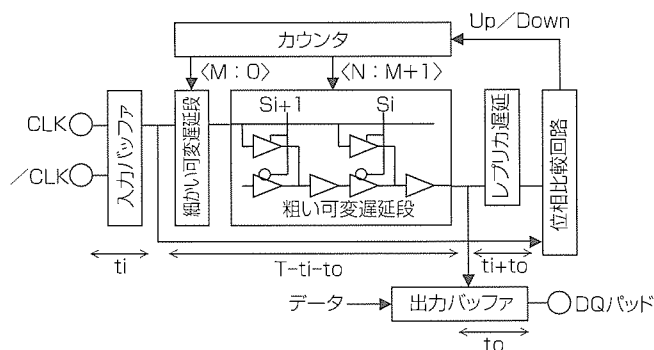 Up／Down
カウンタ
〈M：0〉
〈N：M+1〉
Si+1
Si
CLK
／CLK
入力バッファ
細かい可変遅延段
粗い可変遅延段
レプリカ遅延
位相比較回路
ti
T-ti-to
ti+to
データ
出力バッファ
DQパッド
to